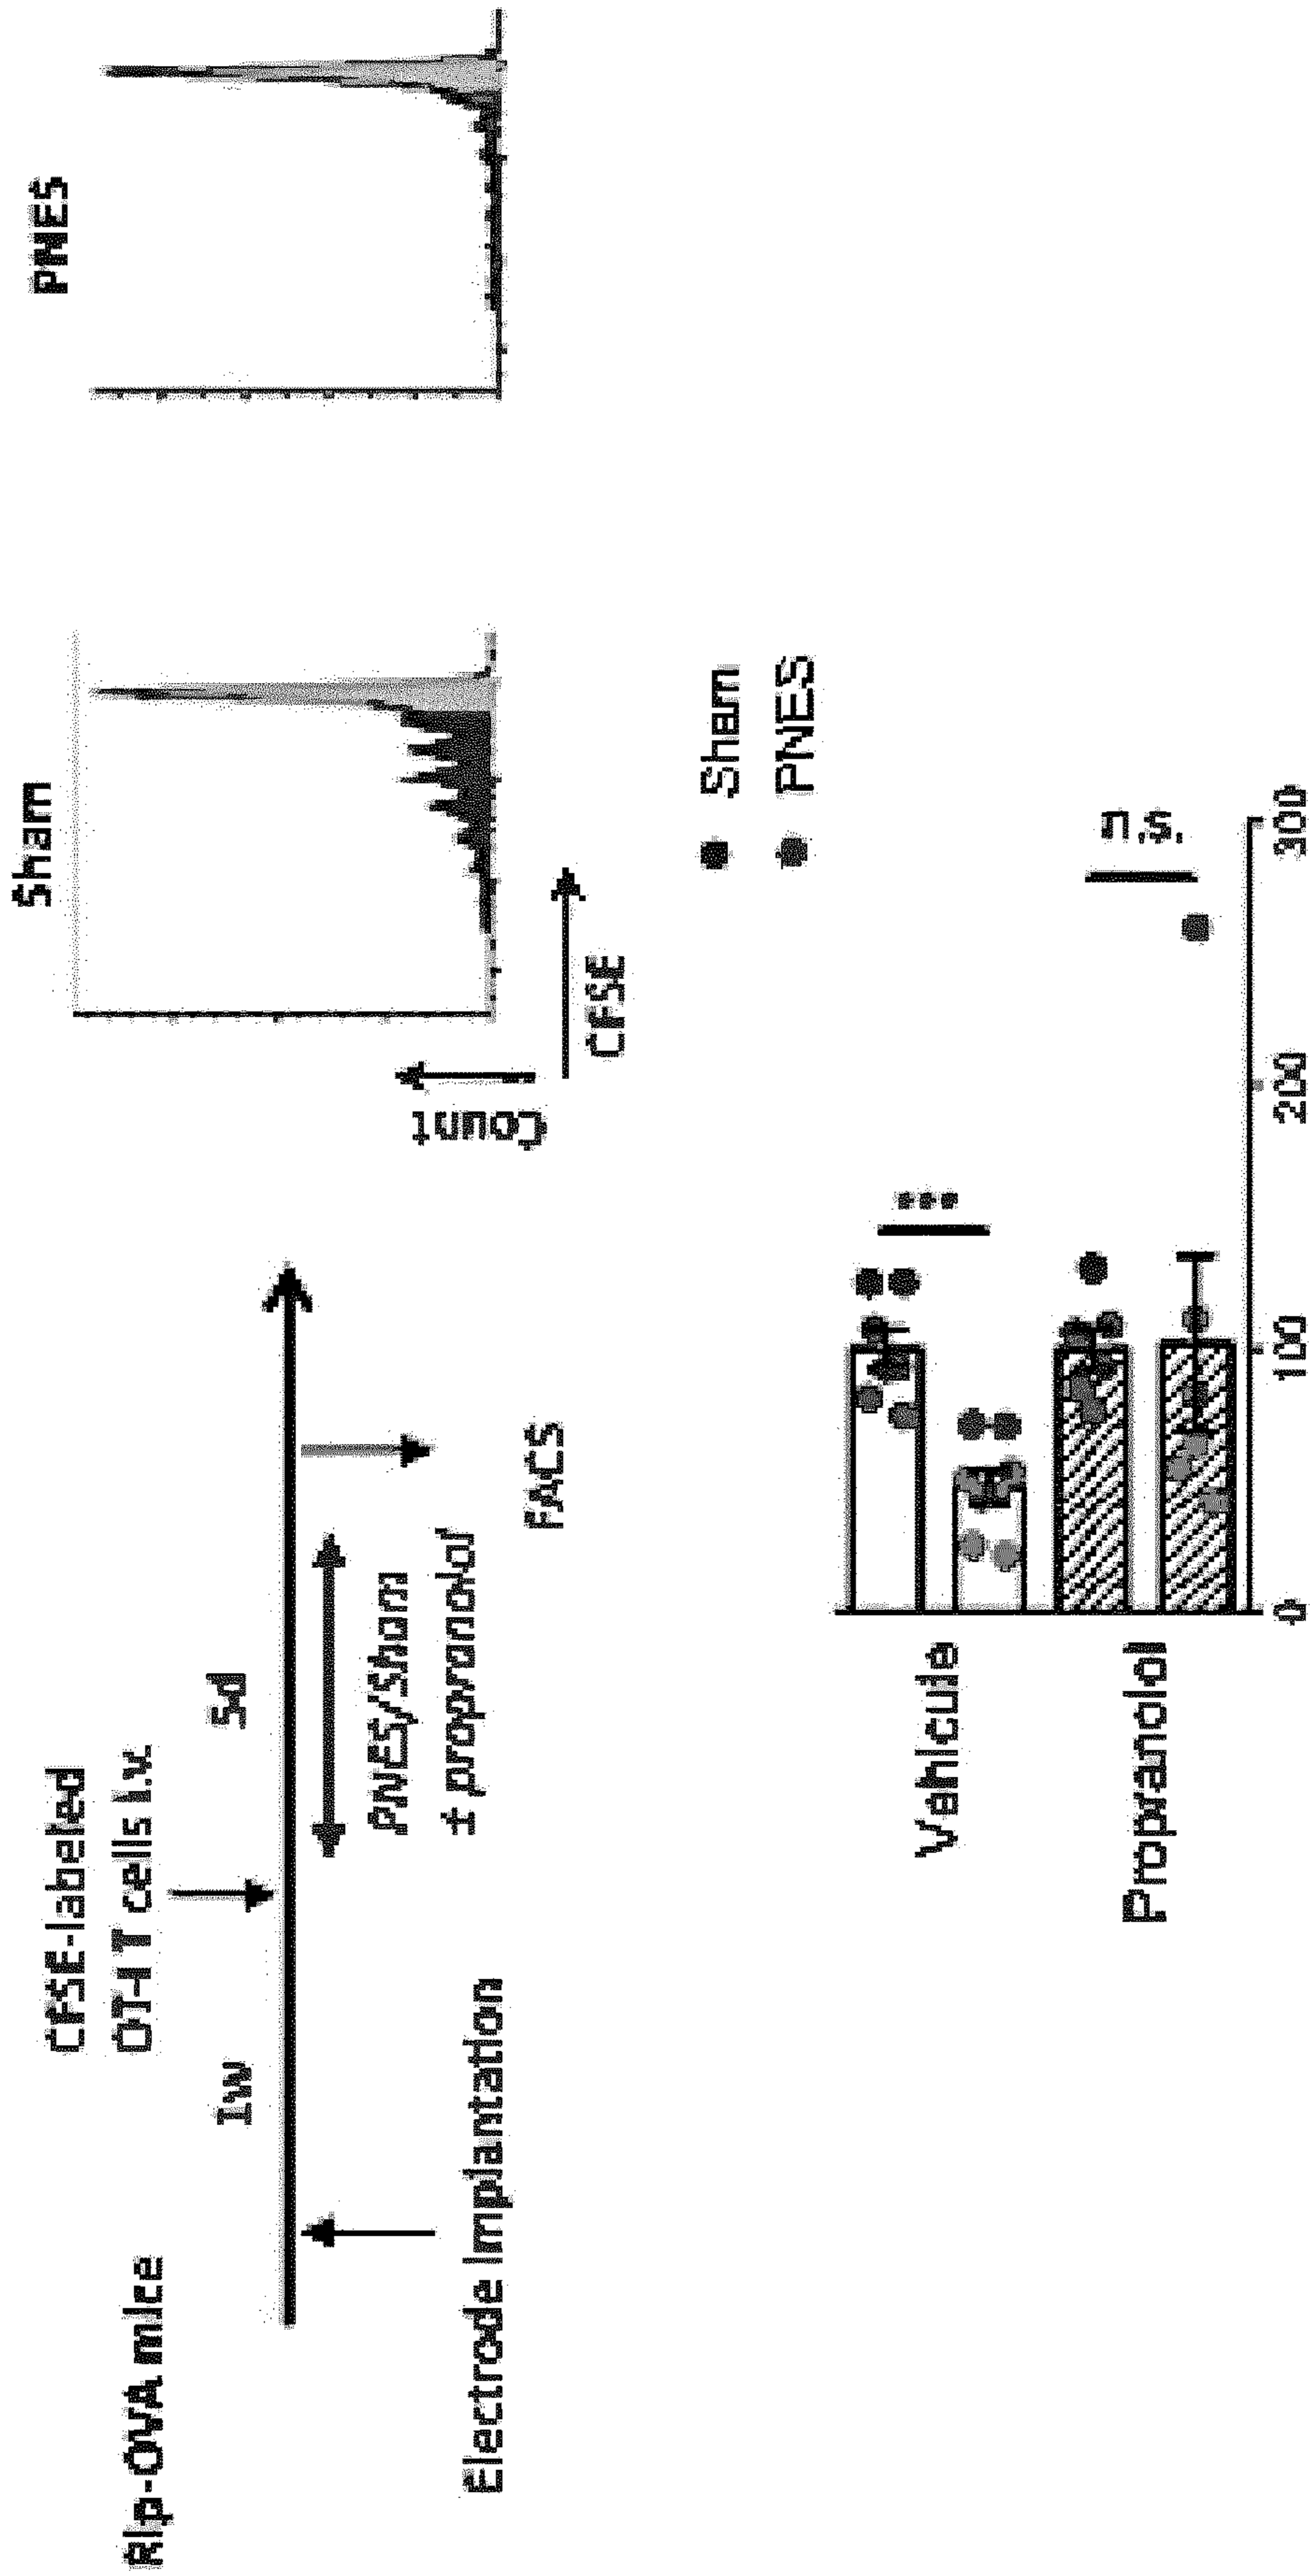 Rip-OVA mice
CFSE-labeled
OT-I T cells i.v.
1w
5d
Electrode Implantation
PNES/Sham
± propranolol
FACS
Sham
PNES
Count
CFSE
Sham
PNES
***
n.s.
Vehicule
Propranolol
0
100
200
300